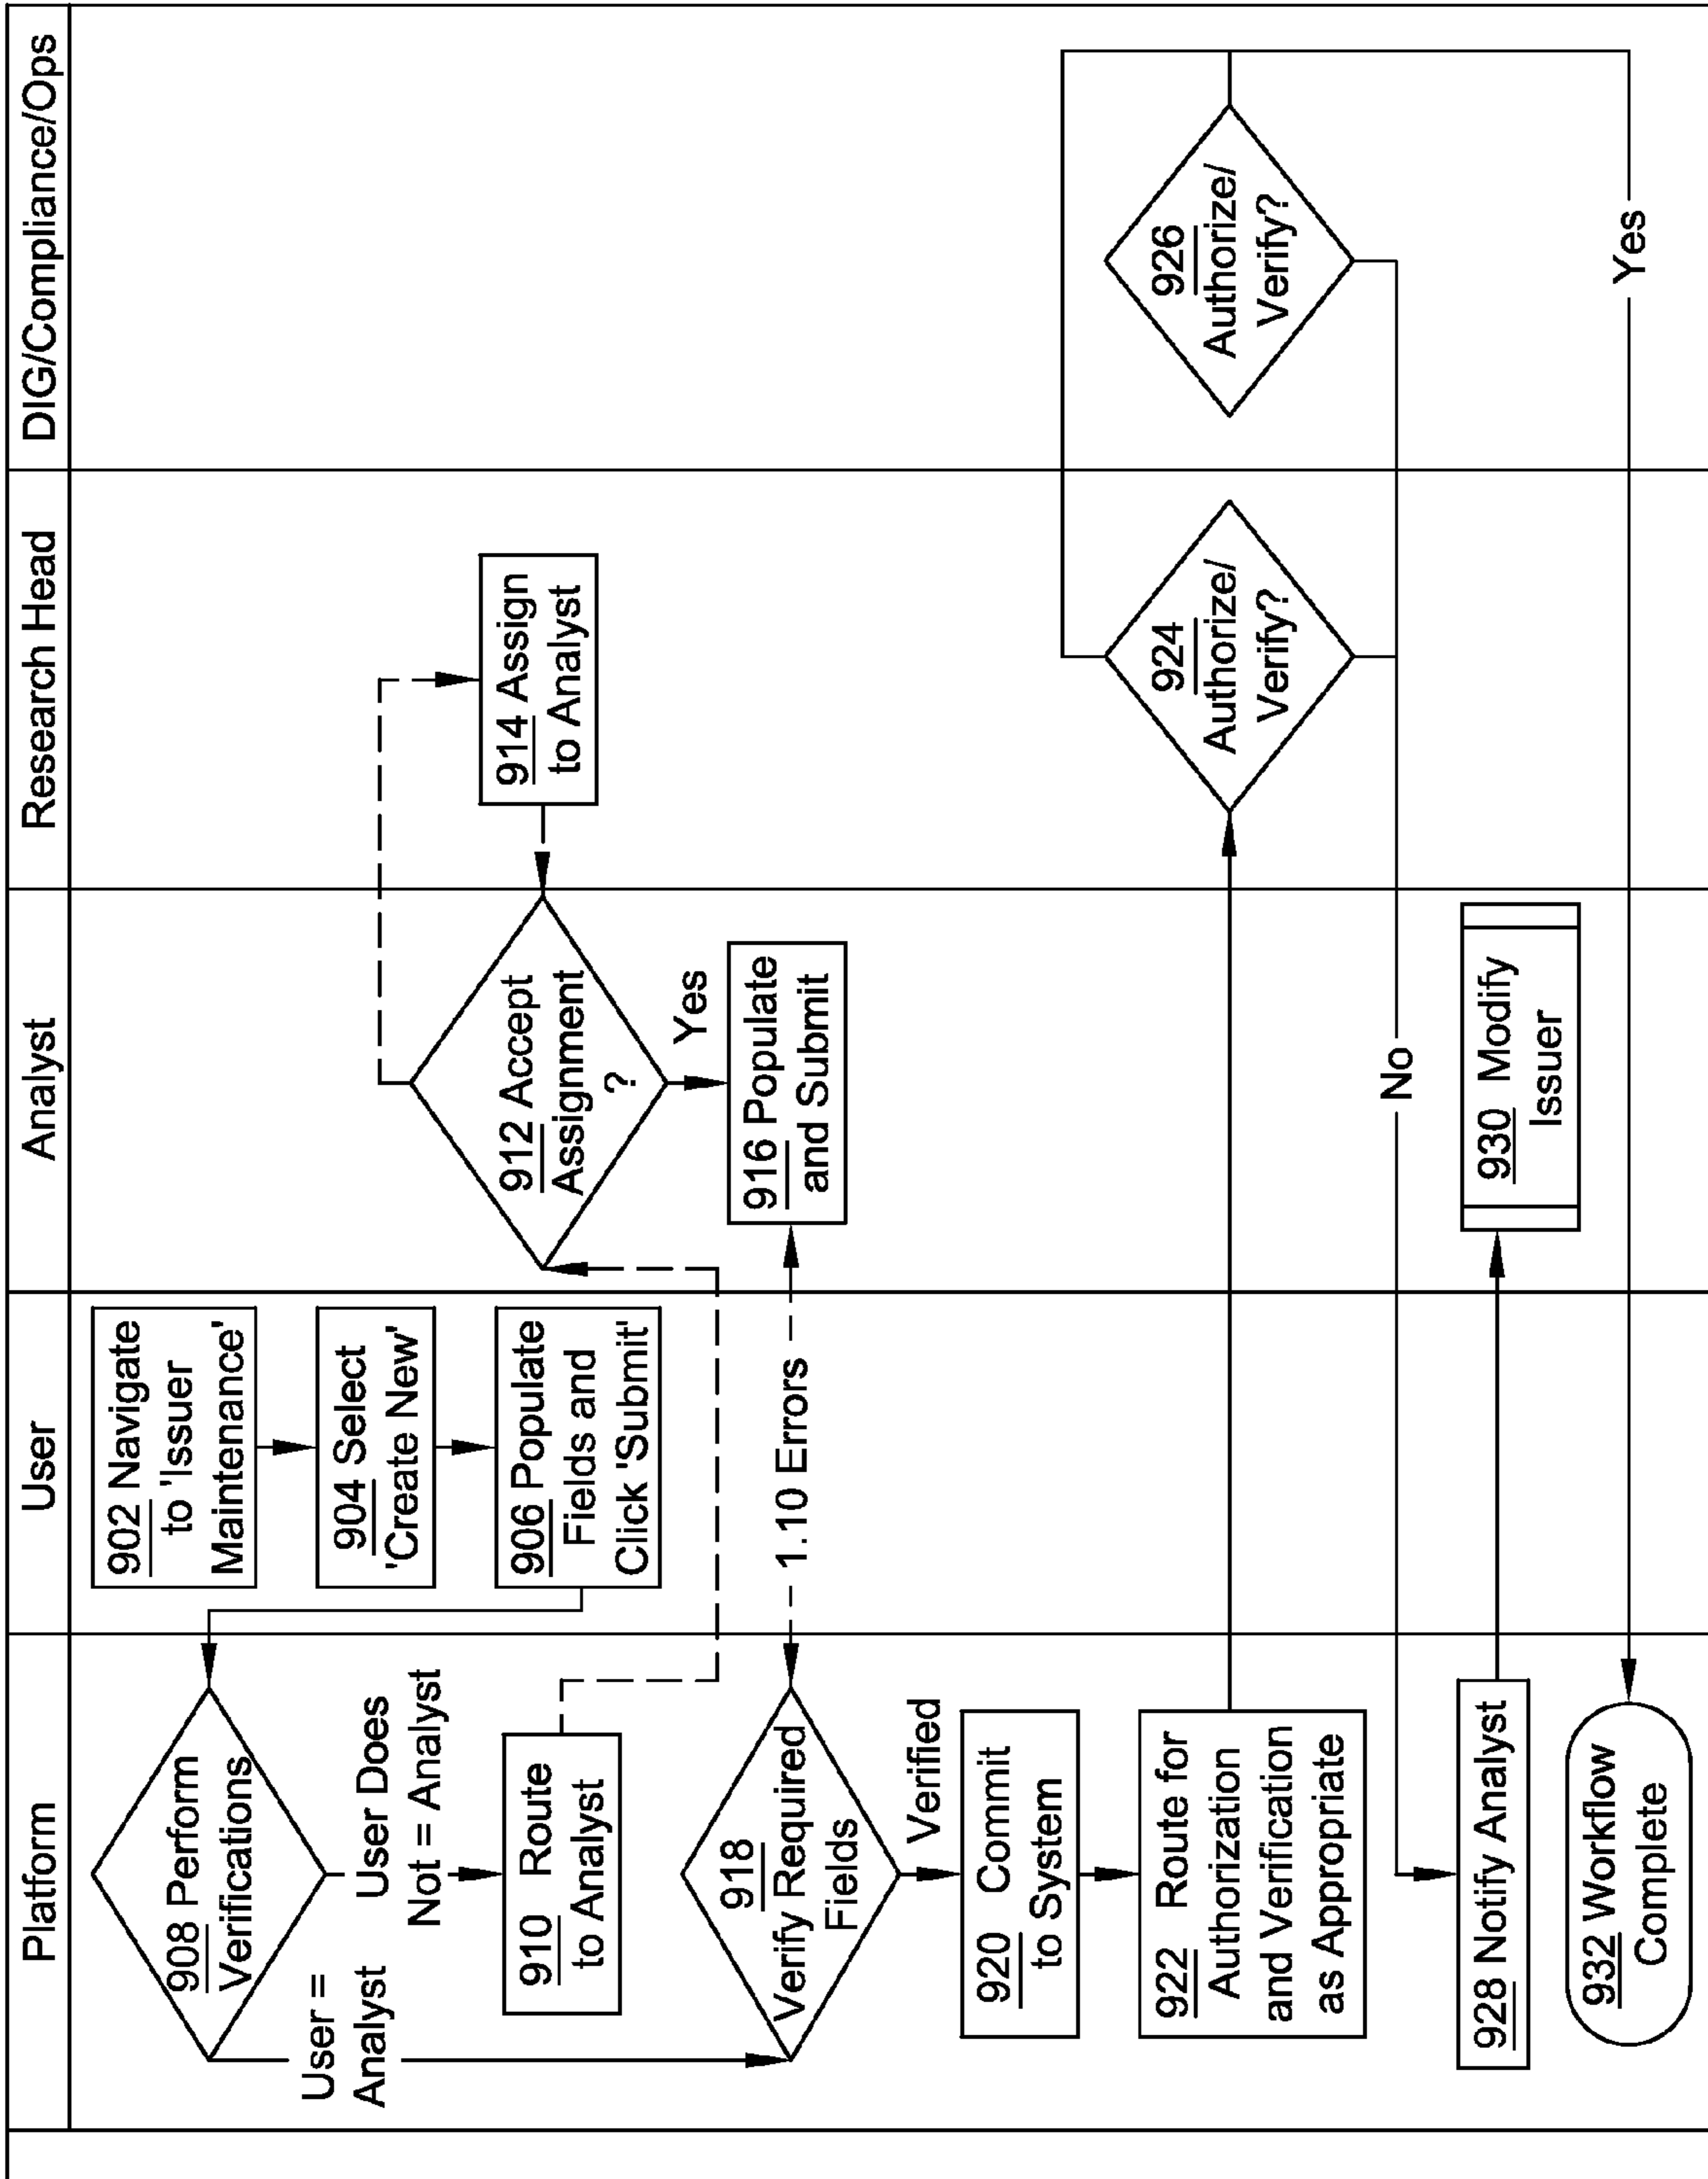 Platform
User
Analyst
Research Head
DIG/Compliance/Ops
902 Navigate
to 'Issuer
Maintenance'
904 Select
'Create New'
906 Populate
Fields and
Click 'Submit'
908 Perform
Verifications
User =
Analyst
User Does
Not = Analyst
910 Route
to Analyst
912 Accept
Assignment
?
914 Assign
to Analyst
Yes
916 Populate
and Submit
1.10 Errors
918
Verify Required
Fields
Verified
920 Commit
to System
922 Route for
Authorization
and Verification
as Appropriate
924
Authorize/
Verify?
926
Authorize/
Verify?
No
928 Notify Analyst
930 Modify
Issuer
Yes
932 Workflow
Complete